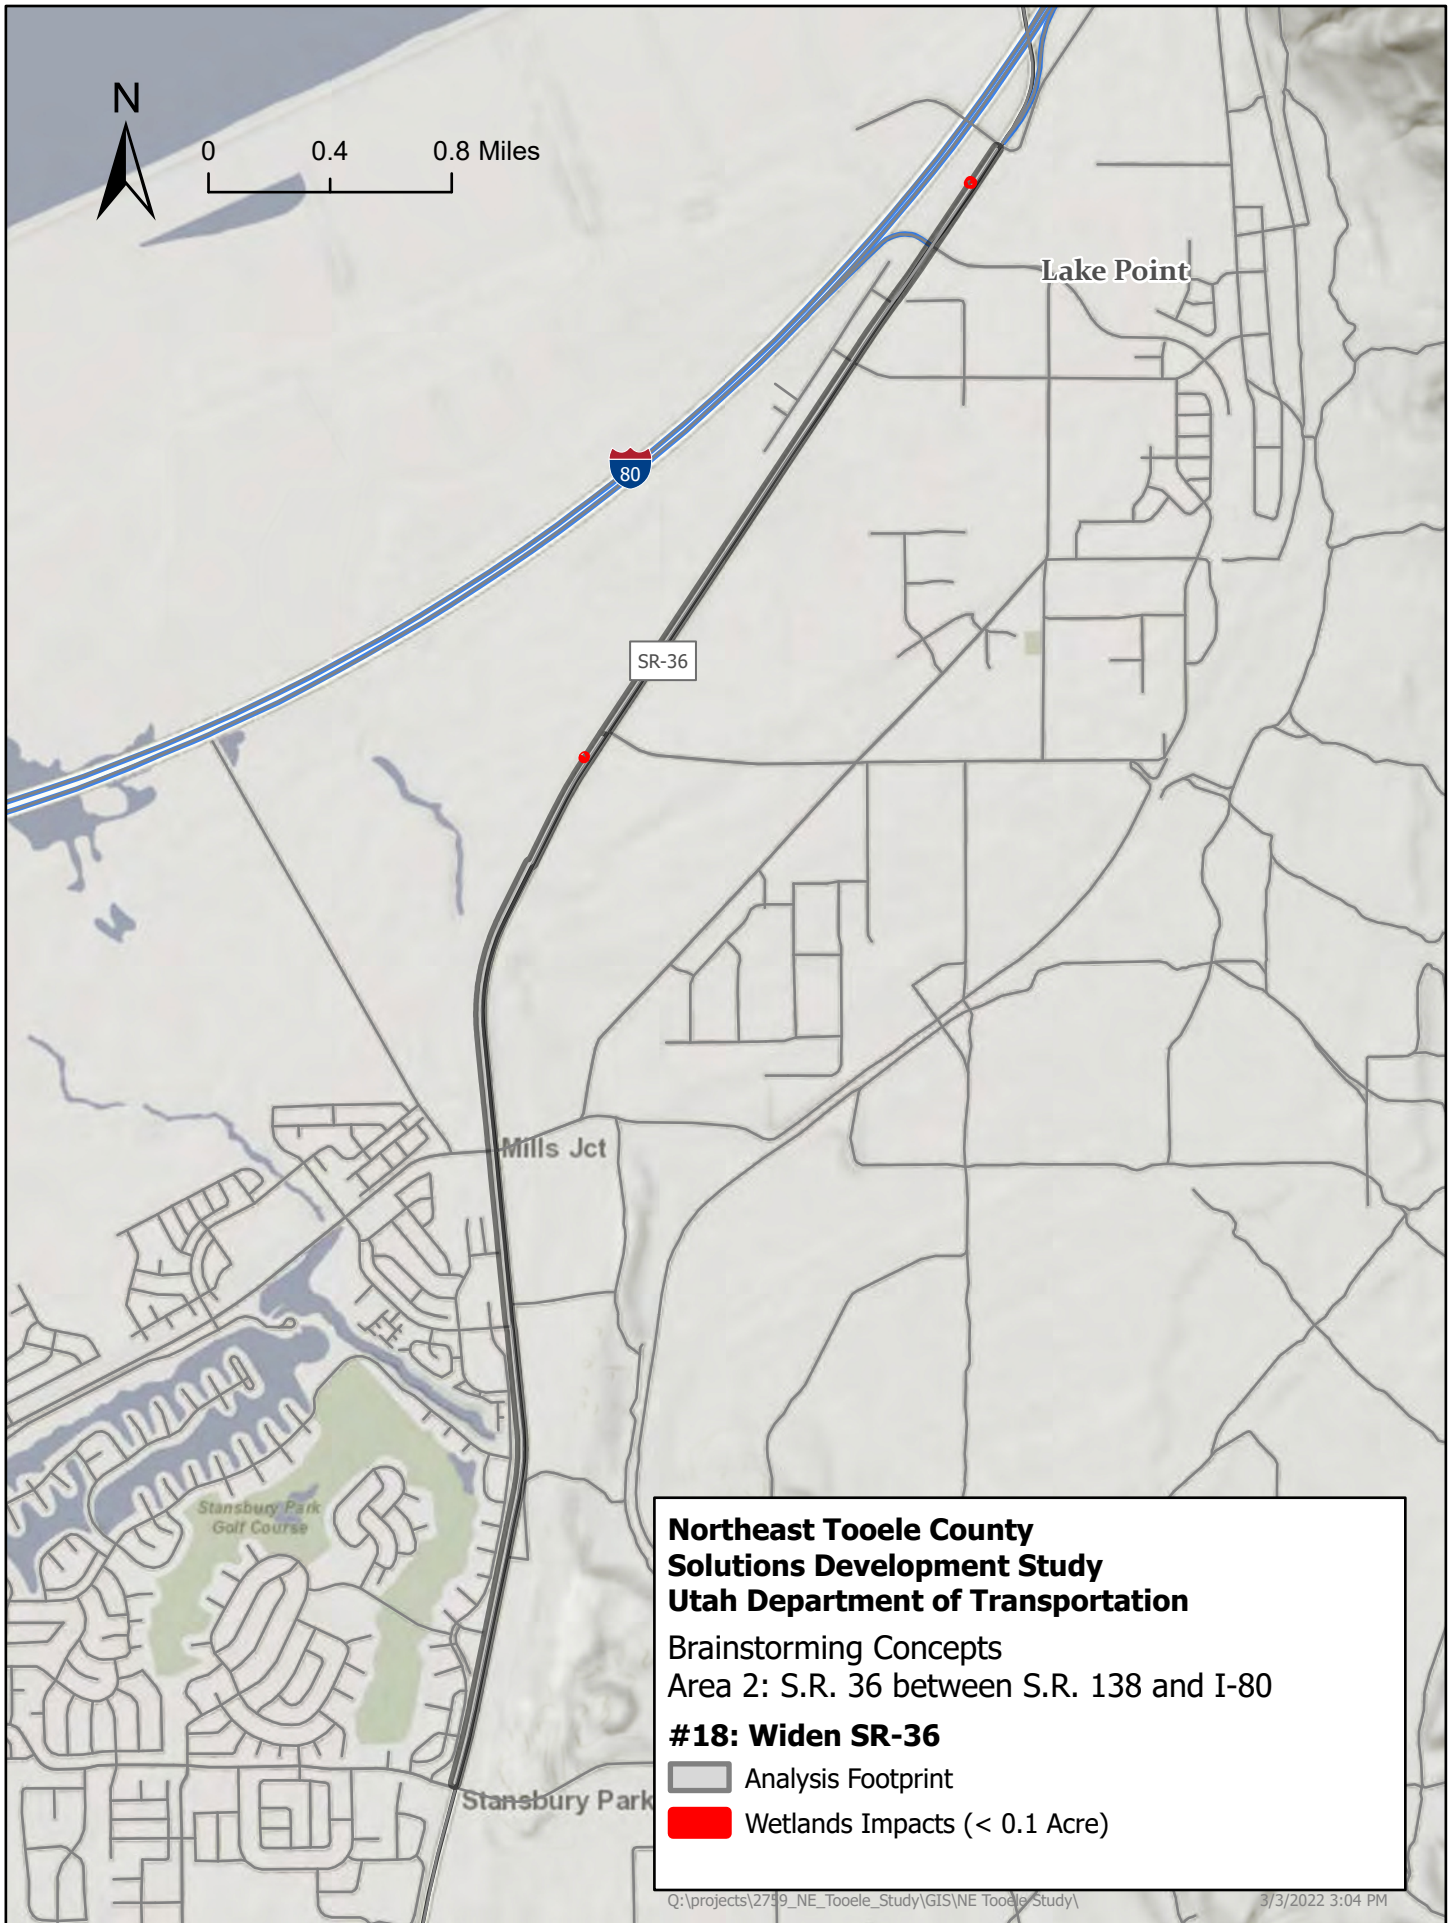 N
0 0.4 0.8 Miles
Lake Point
80
SR-36
Mills Jct
Stansbury Park
Golf Course
Stansbury Park
Northeast Tooele County
Solutions Development Study
Utah Department of Transportation
Brainstorming Concepts
Area 2: S.R. 36 between S.R. 138 and I-80
#18: Widen SR-36
Analysis Footprint
Wetlands Impacts (< 0.1 Acre)
Q:\projects\2759_NE_Tooele_Study\GIS\NE Tooele Study\ 3/3/2022 3:04 PM